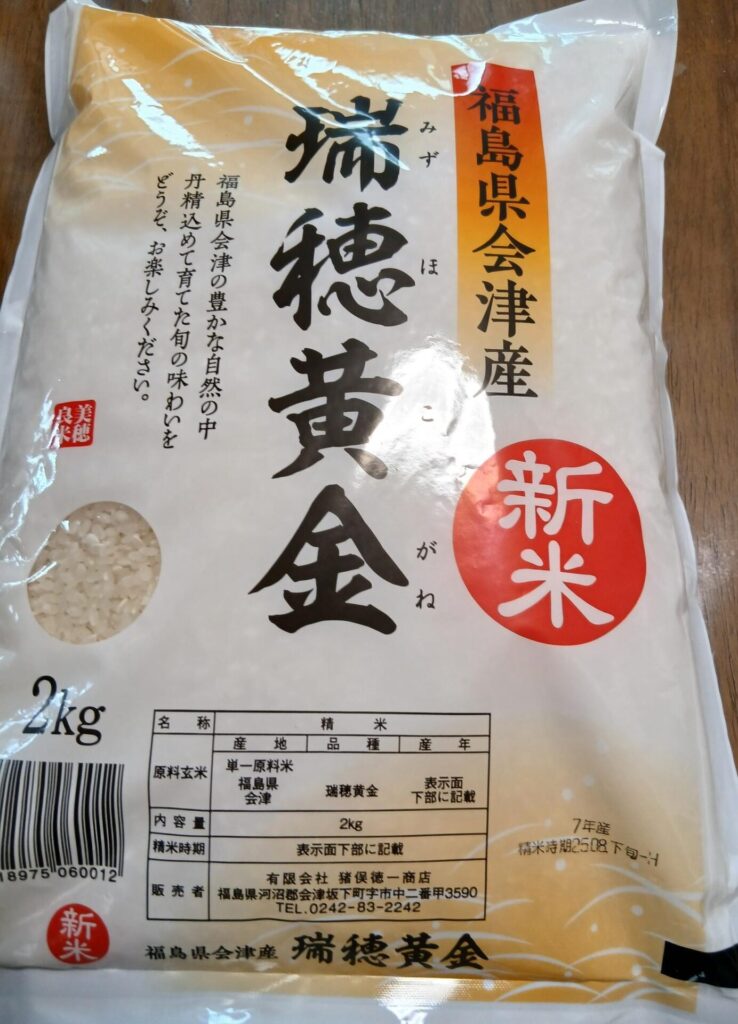 福島県会津産
瑞穂黄金
みずほこがね
新米
福島県会津の豊かな自然の中
丹精込めて育てた旬の味わいを
どうぞ、お楽しみください。
美穂
良米
2kg
名称 精米
原料玄米 産地 品種 産年
単一原料米
福島県
会津
瑞穂黄金
表示面
下部に記載
内容量 2kg
精米時期 表示面下部に記載
販売者 有限会社 猪俣徳一商店
福島県河沼郡会津坂下町字市中二番甲3590
TEL.0242-83-2242
7年産
精米時期25.08.下旬-H
18975 060012
新米
福島県会津産 瑞穂黄金